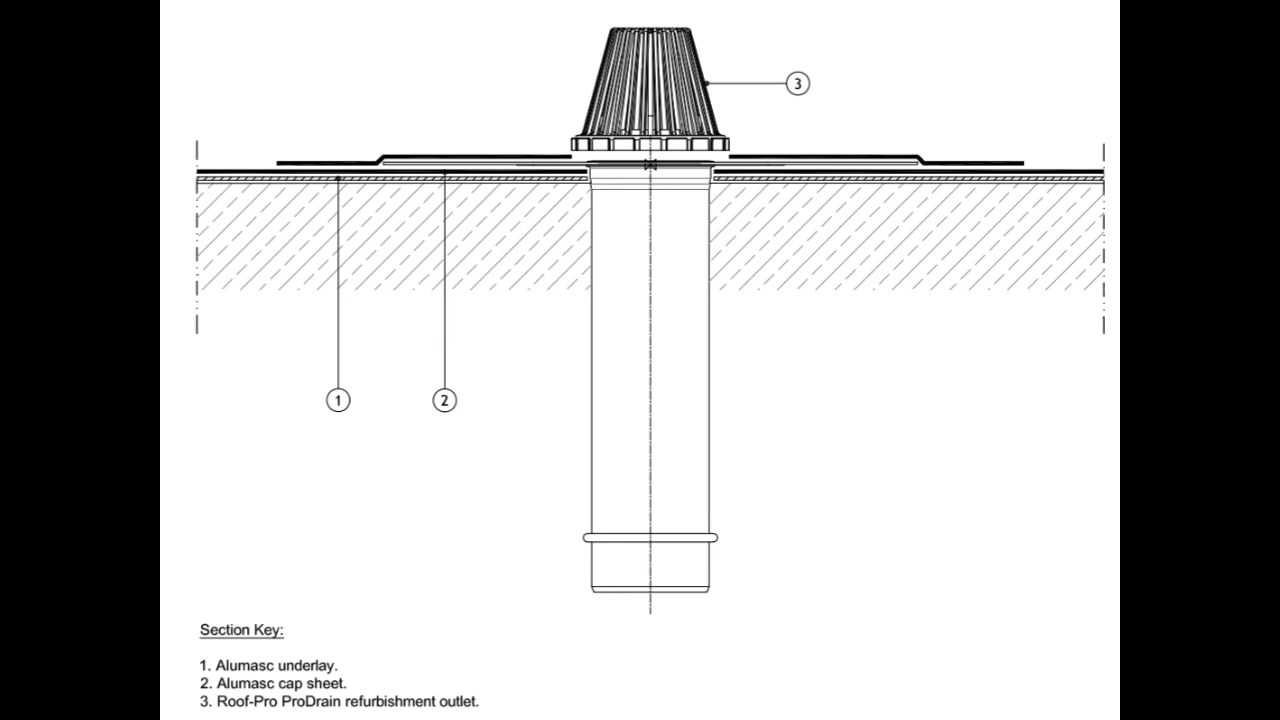 3
1
2
Section Key:
1. Alumasc underlay.
2. Alumasc cap sheet.
3. Roof-Pro ProDrain refurbishment outlet.